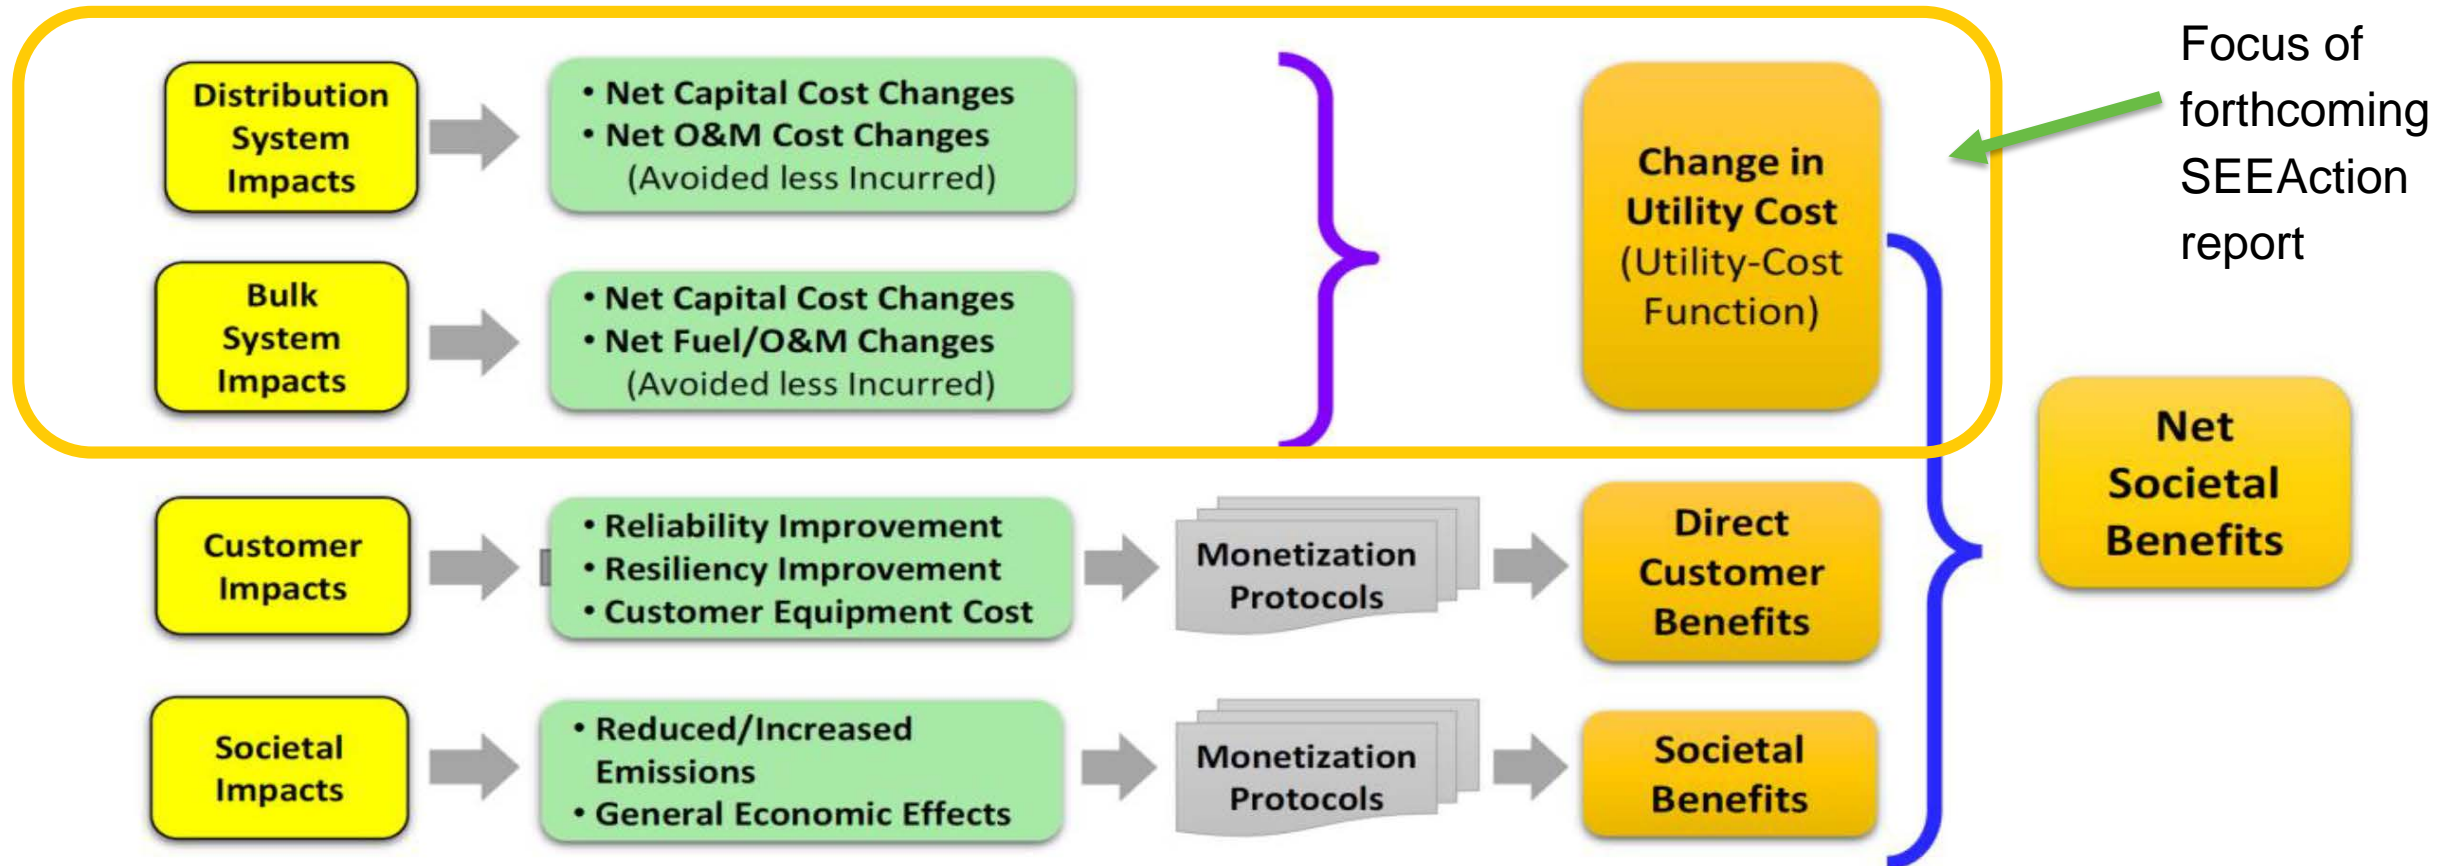 Distribution
System
Impacts
• Net Capital Cost Changes
• Net O&M Cost Changes
(Avoided less Incurred)
Change in
Utility Cost
(Utility-Cost
Function)
Focus of
forthcoming
SEEAction
report
Bulk
System
Impacts
• Net Capital Cost Changes
• Net Fuel/O&M Changes
(Avoided less Incurred)
Customer
Impacts
• Reliability Improvement
• Resiliency Improvement
• Customer Equipment Cost
Monetization
Protocols
Direct
Customer
Benefits
Net
Societal
Benefits
Societal
Impacts
• Reduced/Increased
Emissions
• General Economic Effects
Monetization
Protocols
Societal
Benefits